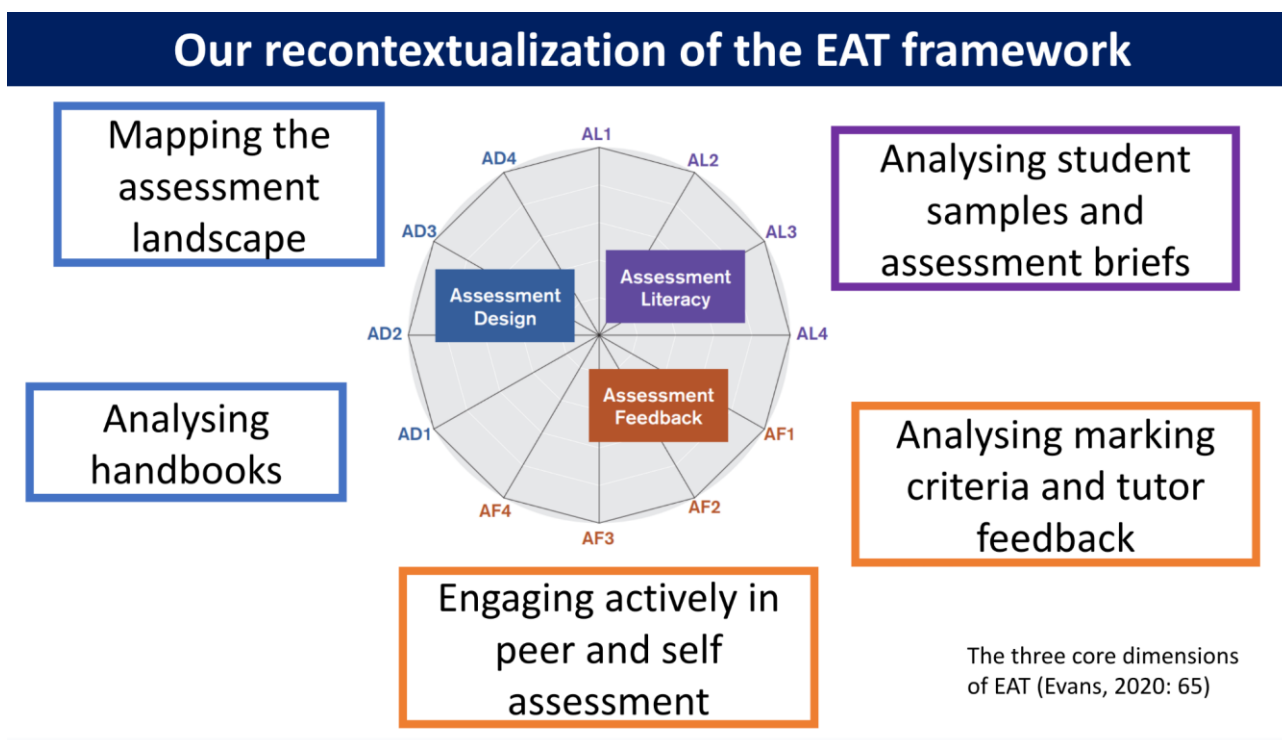 Our recontextualization of the EAT framework
Mapping the
assessment
landscape
Analysing
handbooks
AL1
AL2
AL3
AL4
AF1
AF2
AF3
AF4
AD1
AD2
AD3
AD4
Assessment
Design
Assessment
Literacy
Assessment
Feedback
Analysing student
samples and
assessment briefs
Analysing marking
criteria and tutor
feedback
Engaging actively in
peer and self
assessment
The three core dimensions
of EAT (Evans, 2020: 65)